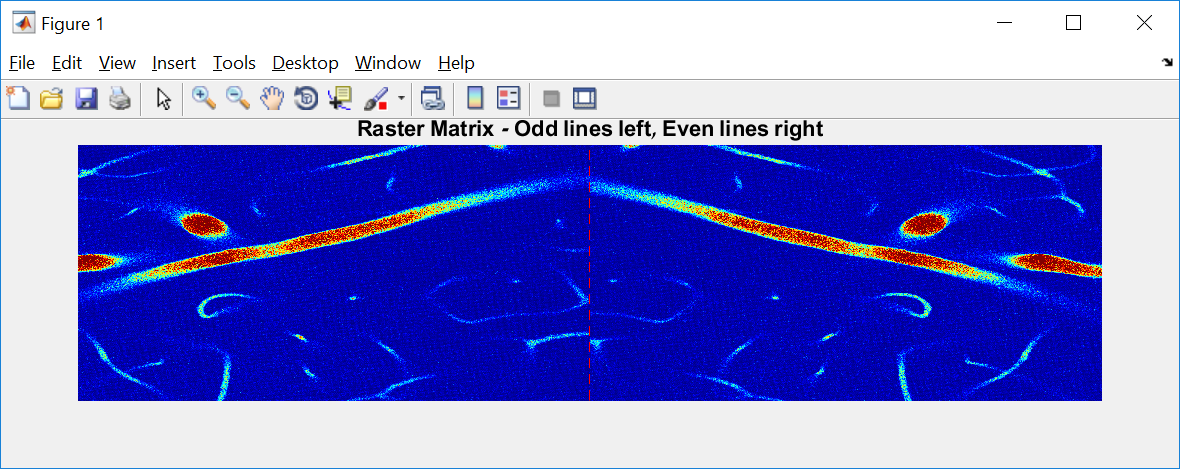 Figure 1
File Edit View Insert Tools Desktop Window Help
Raster Matrix - Odd lines left, Even lines right